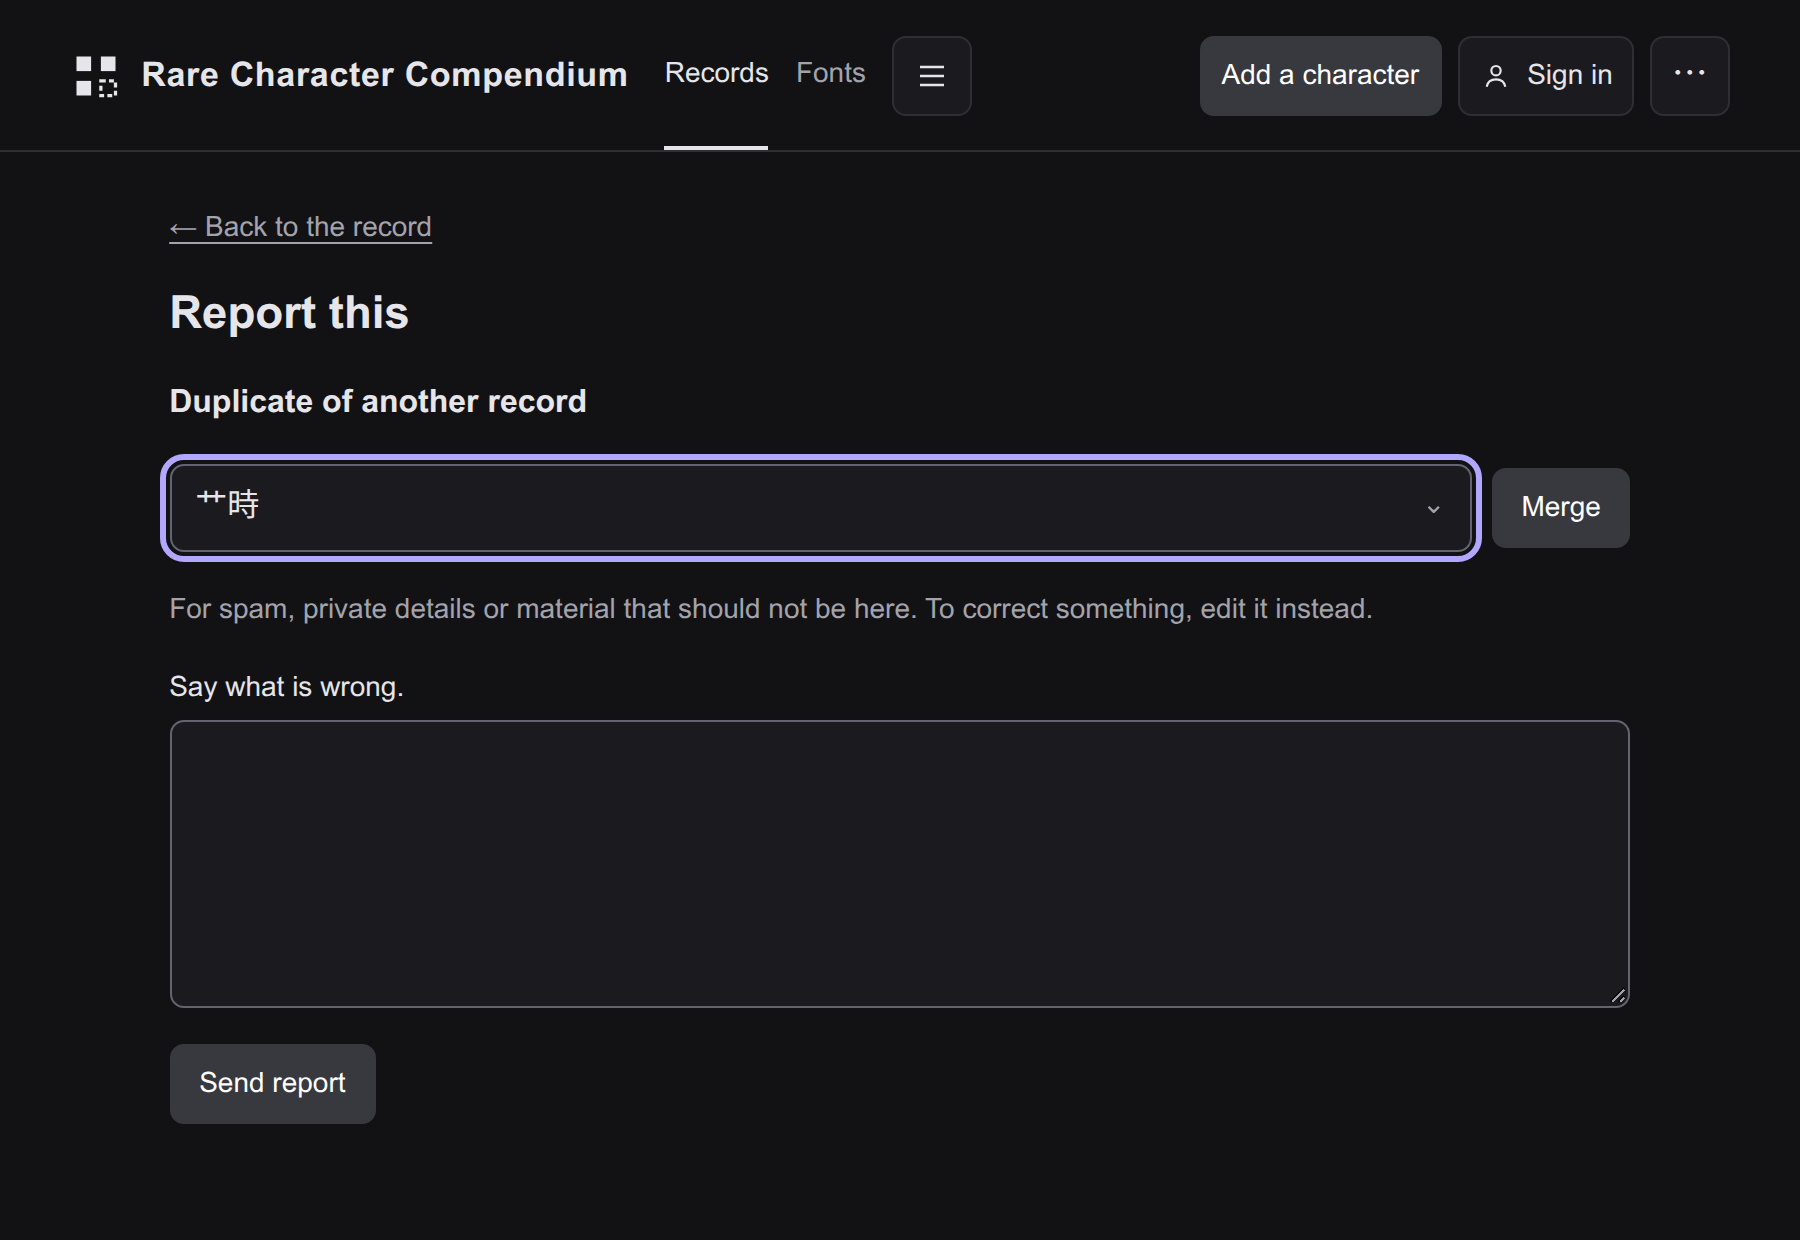 Rare Character Compendium
Records
Fonts
Add a character
Sign in
← Back to the record
Report this
Duplicate of another record
艹時
Merge
For spam, private details or material that should not be here. To correct something, edit it instead.
Say what is wrong.
Send report